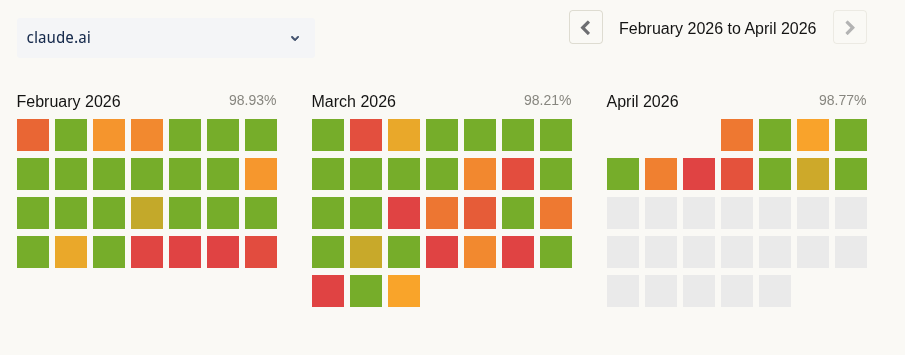 claude.ai
February 2026 to April 2026
February 2026 98.93%
March 2026 98.21%
April 2026 98.77%